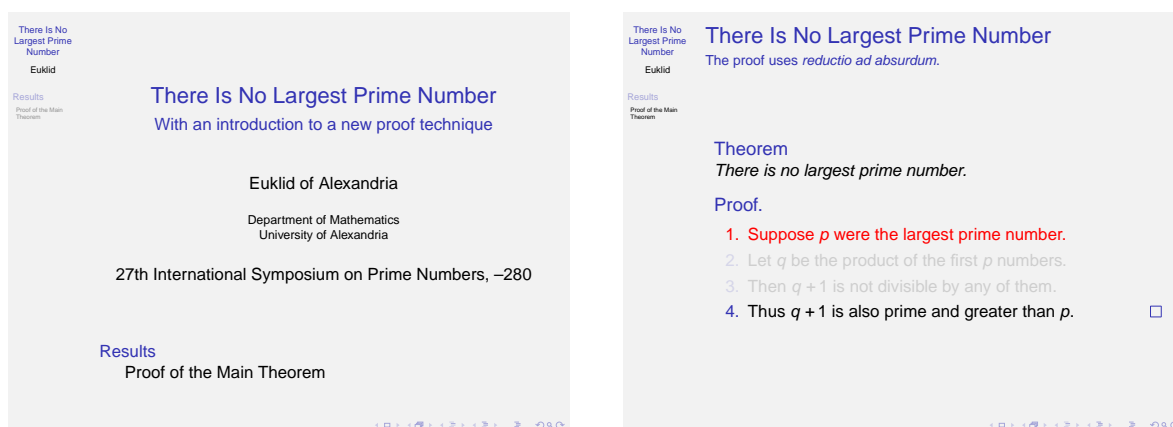 There Is No
Largest Prime
Number
Euklid
Results
Proof of the Main
Theorem
There Is No Largest Prime Number
With an introduction to a new proof technique
Euklid of Alexandria
Department of Mathematics
University of Alexandria
27th International Symposium on Prime Numbers, –280
Results
Proof of the Main Theorem
There Is No
Largest Prime
Number
Euklid
Results
Proof of the Main
Theorem
There Is No Largest Prime Number
The proof uses reductio ad absurdum.
Theorem
There is no largest prime number.
Proof.
1. Suppose p were the largest prime number.
2. Let q be the product of the first p numbers.
3. Then q + 1 is not divisible by any of them.
4. Thus q + 1 is also prime and greater than p. □